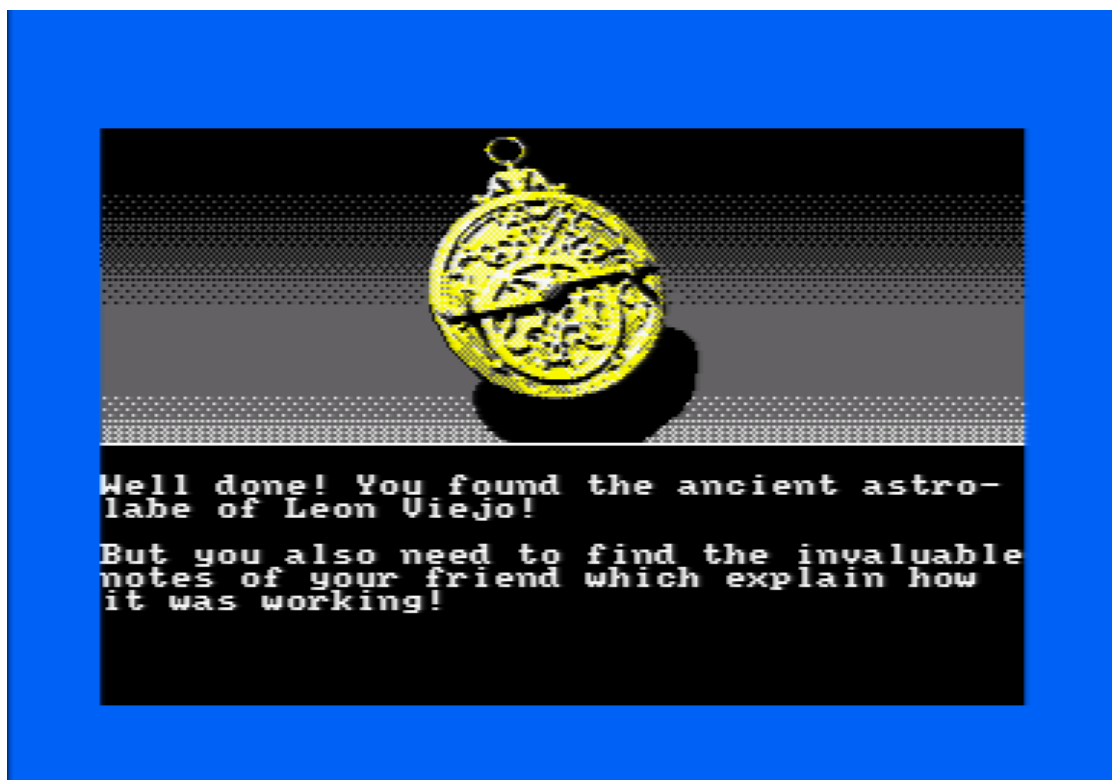 Well done! You found the ancient astro-
labe of Leon Viejo!
But you also need to find the invaluable
notes of your friend which explain how
it was working!